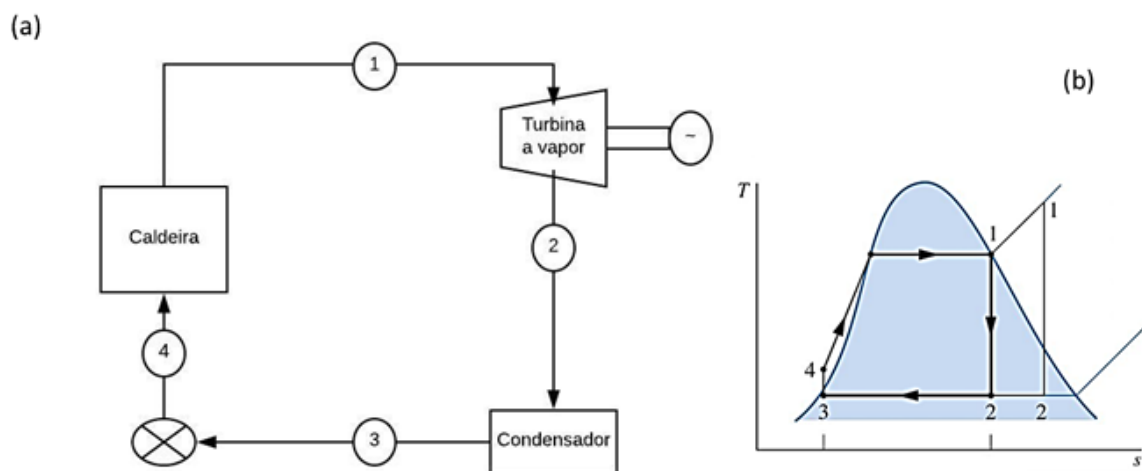 (a)
1
Turbina
a vapor
~
2
Caldeira
4
3
Condensador
(b)
T
1
1
4
3
2
2
s